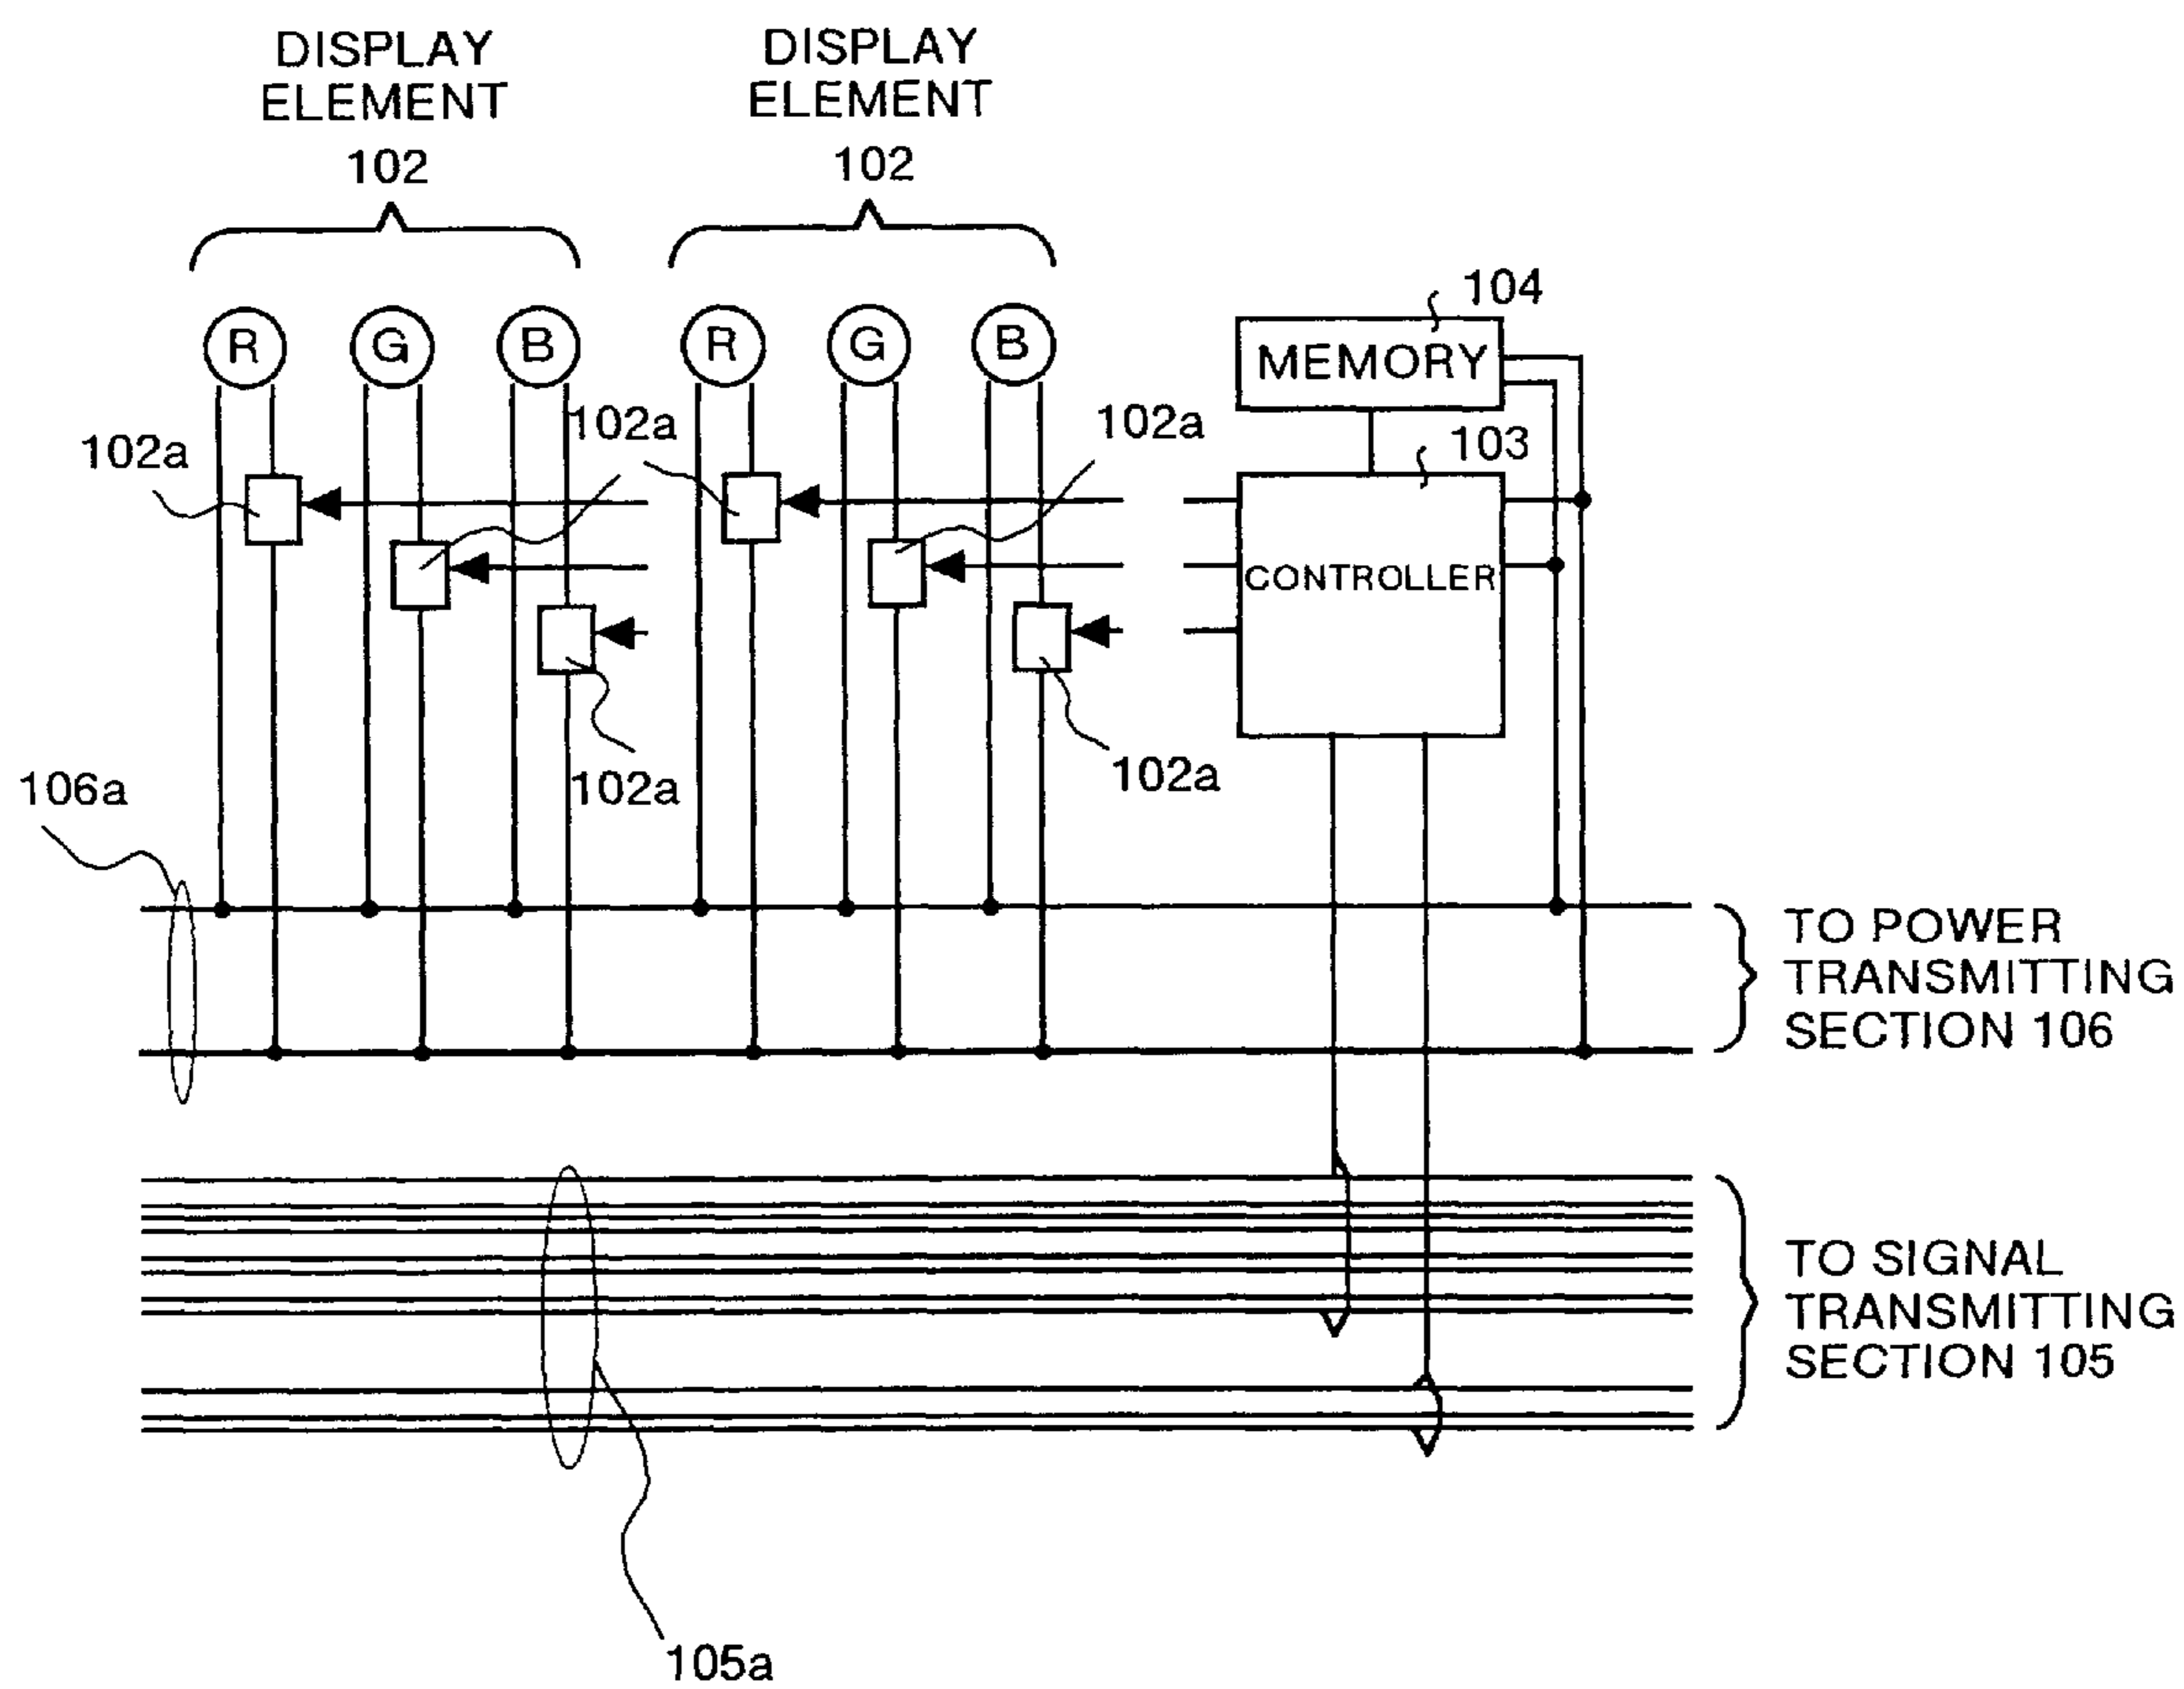 DISPLAY
ELEMENT
102
DISPLAY
ELEMENT
102
R
G
B
R
G
B
104
MEMORY
103
CONTROLLER
102a
102a
102a
102a
102a
106a
TO POWER
TRANSMITTING
SECTION 106
TO SIGNAL
TRANSMITTING
SECTION 105
105a